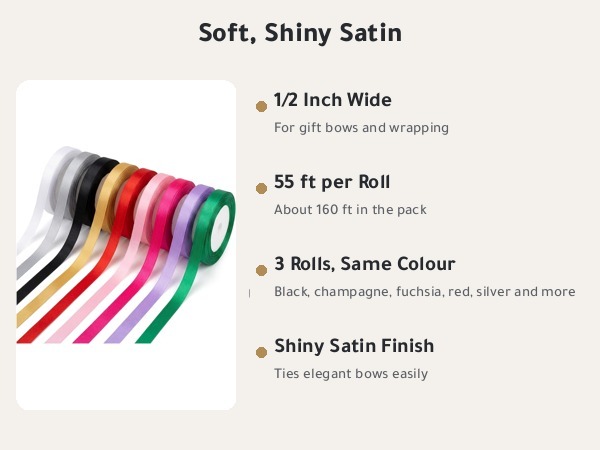 Soft, Shiny Satin
1/2 Inch Wide
For gift bows and wrapping
55 ft per Roll
About 160 ft in the pack
3 Rolls, Same Colour
Black, champagne, fuchsia, red, silver and more
Shiny Satin Finish
Ties elegant bows easily